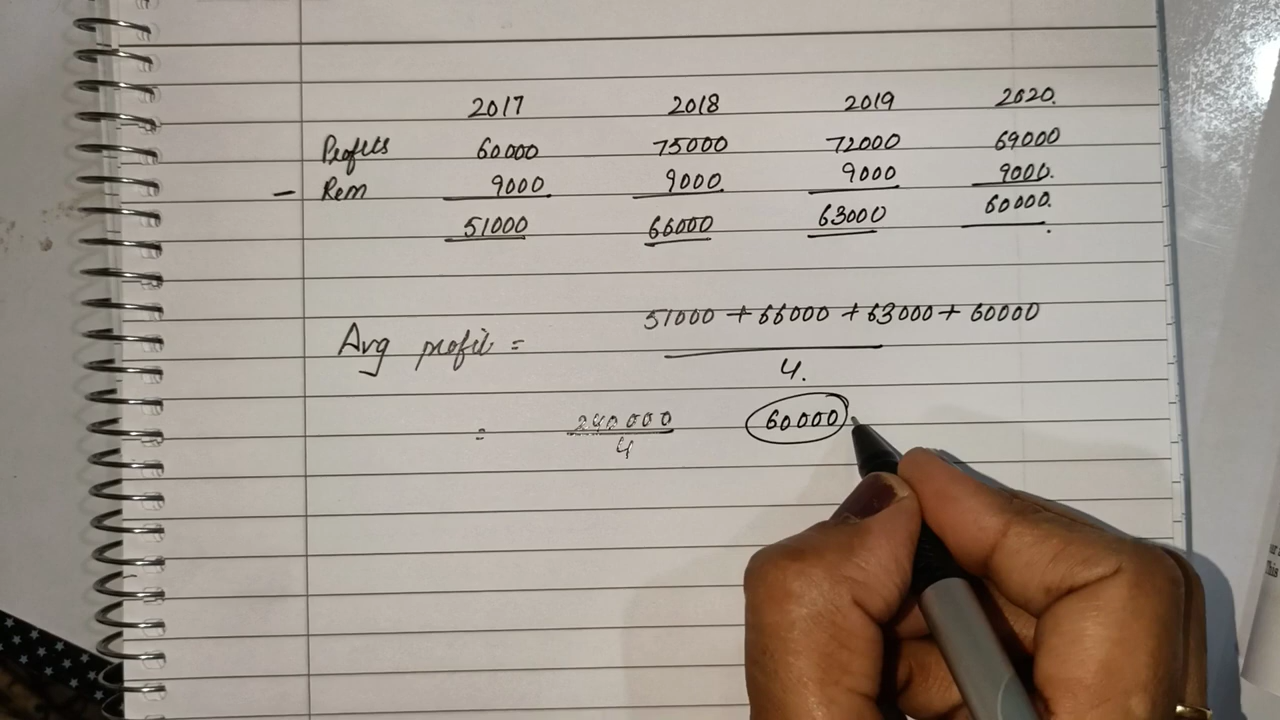 2017 2018 2019 2020.
Profits 60000 75000 72000 69000
- Rem 9000 9000 9000 9000.
51000 66000 63000 60000.
51000 + 66000 + 63000 + 60000
Avg profit =
4.
= 240000 60000
4